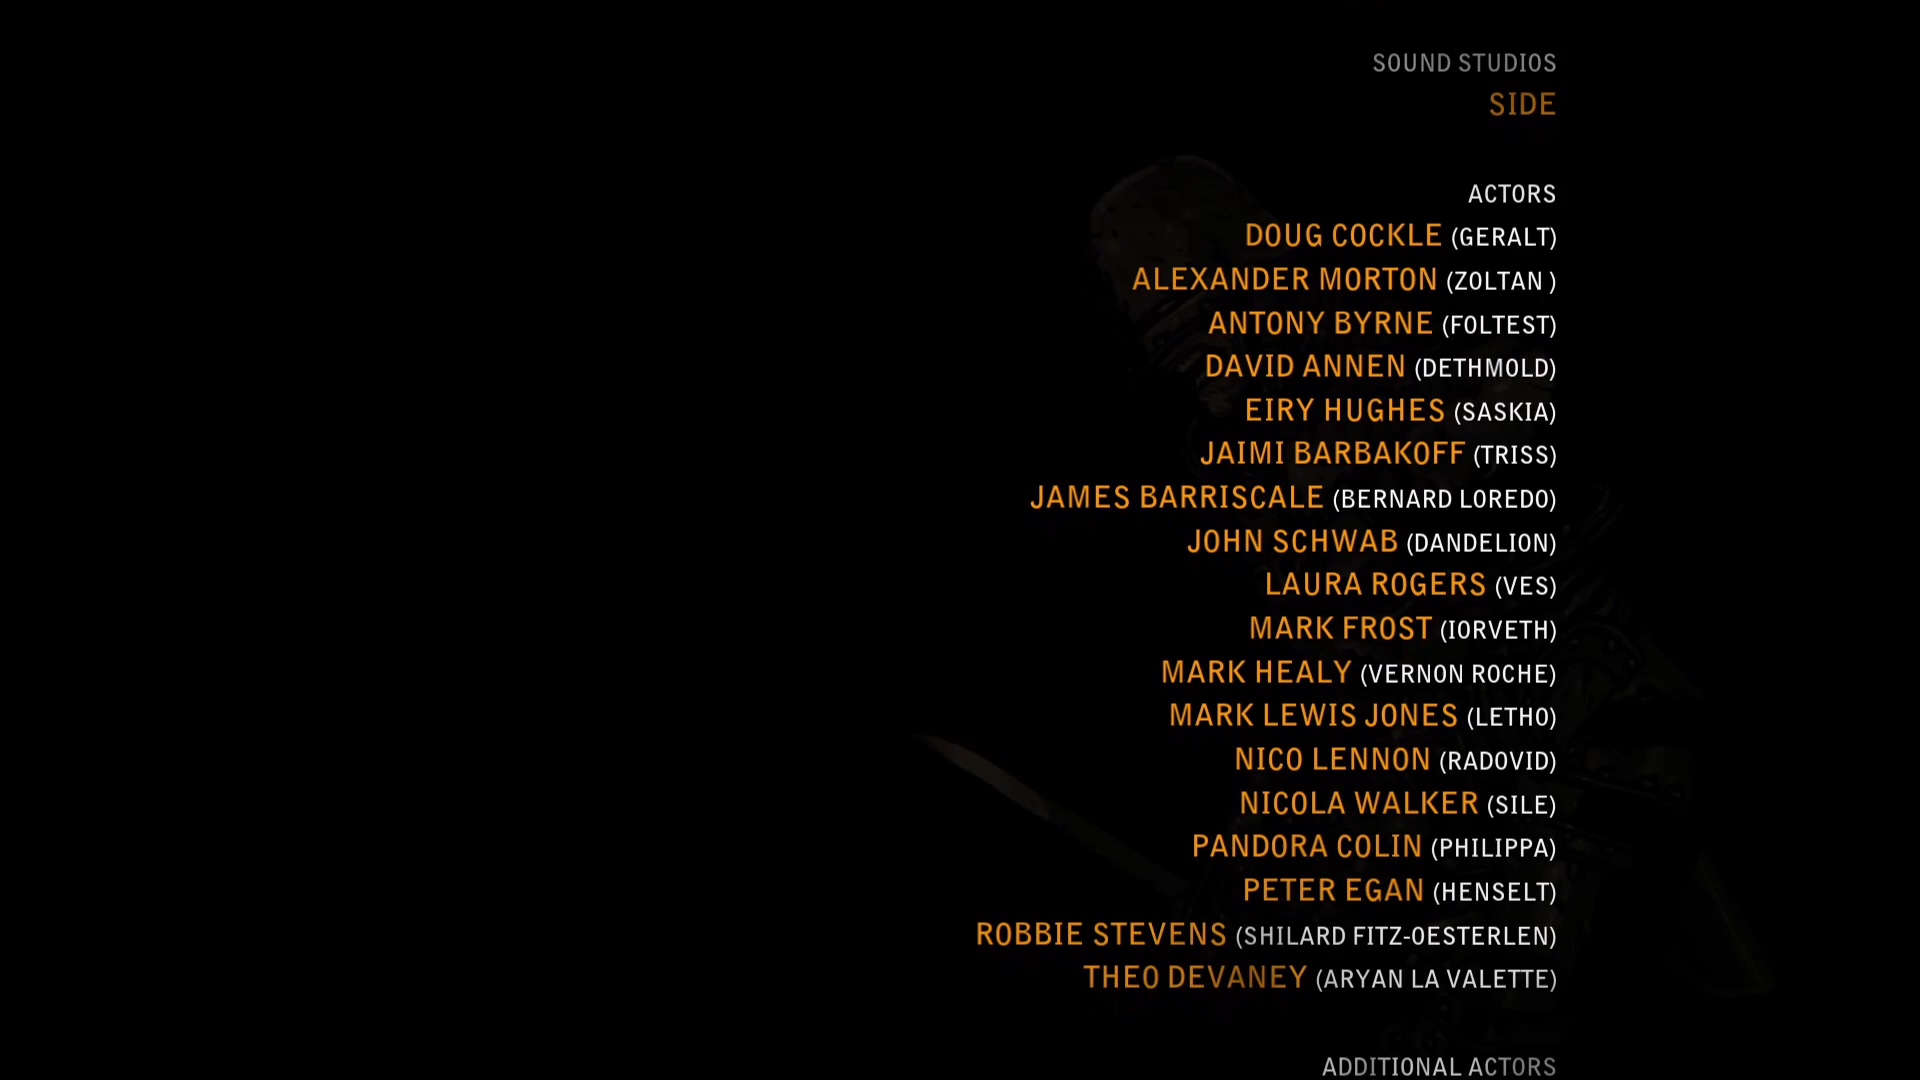 SOUND STUDIOS
SIDE
ACTORS
DOUG COCKLE (GERALT)
ALEXANDER MORTON (ZOLTAN )
ANTONY BYRNE (FOLTEST)
DAVID ANNEN (DETHMOLD)
EIRY HUGHES (SASKIA)
JAIMI BARBAKOFF (TRISS)
JAMES BARRISCALE (BERNARD LOREDO)
JOHN SCHWAB (DANDELION)
LAURA ROGERS (VES)
MARK FROST (IORVETH)
MARK HEALY (VERNON ROCHE)
MARK LEWIS JONES (LETHO)
NICO LENNON (RADOVID)
NICOLA WALKER (SILE)
PANDORA COLIN (PHILIPPA)
PETER EGAN (HENSELT)
ROBBIE STEVENS (SHILARD FITZ-OESTERLEN)
THEO DEVANEY (ARYAN LA VALETTE)
ADDITIONAL ACTORS